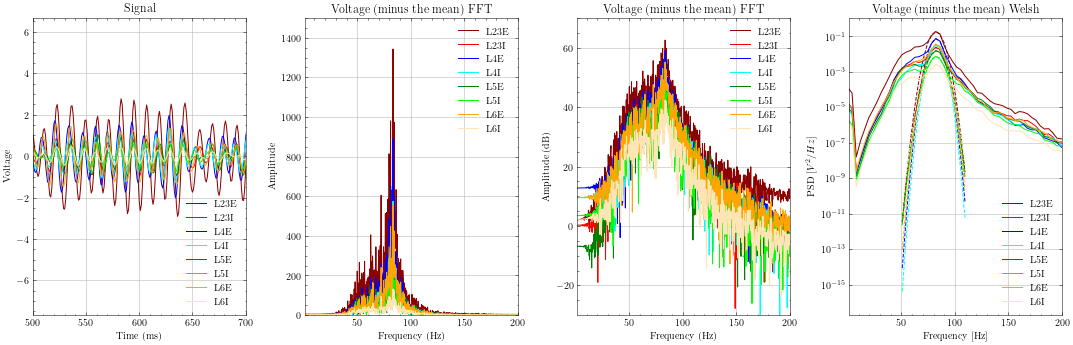 Signal
Voltage
6
4
2
0
−2
−4
−6
L23E
L23I
L4E
L4I
L5E
L5I
L6E
L6I
500
550
600
650
700
Time (ms)
Voltage (minus the mean) FFT
Amplitude
1400
1200
1000
800
600
400
200
0
L23E
L23I
L4E
L4I
L5E
L5I
L6E
L6I
50
100
150
200
Frequency (Hz)
Voltage (minus the mean) FFT
Amplitude (dB)
60
40
20
0
−20
L23E
L23I
L4E
L4I
L5E
L5I
L6E
L6I
50
100
150
200
Frequency (Hz)
Voltage (minus the mean) Welsh
PSD [V²/Hz]
10⁻¹
10⁻³
10⁻⁵
10⁻⁷
10⁻⁹
10⁻¹¹
10⁻¹³
10⁻¹⁵
L23E
L23I
L4E
L4I
L5E
L5I
L6E
L6I
50
100
150
200
Frequency [Hz]